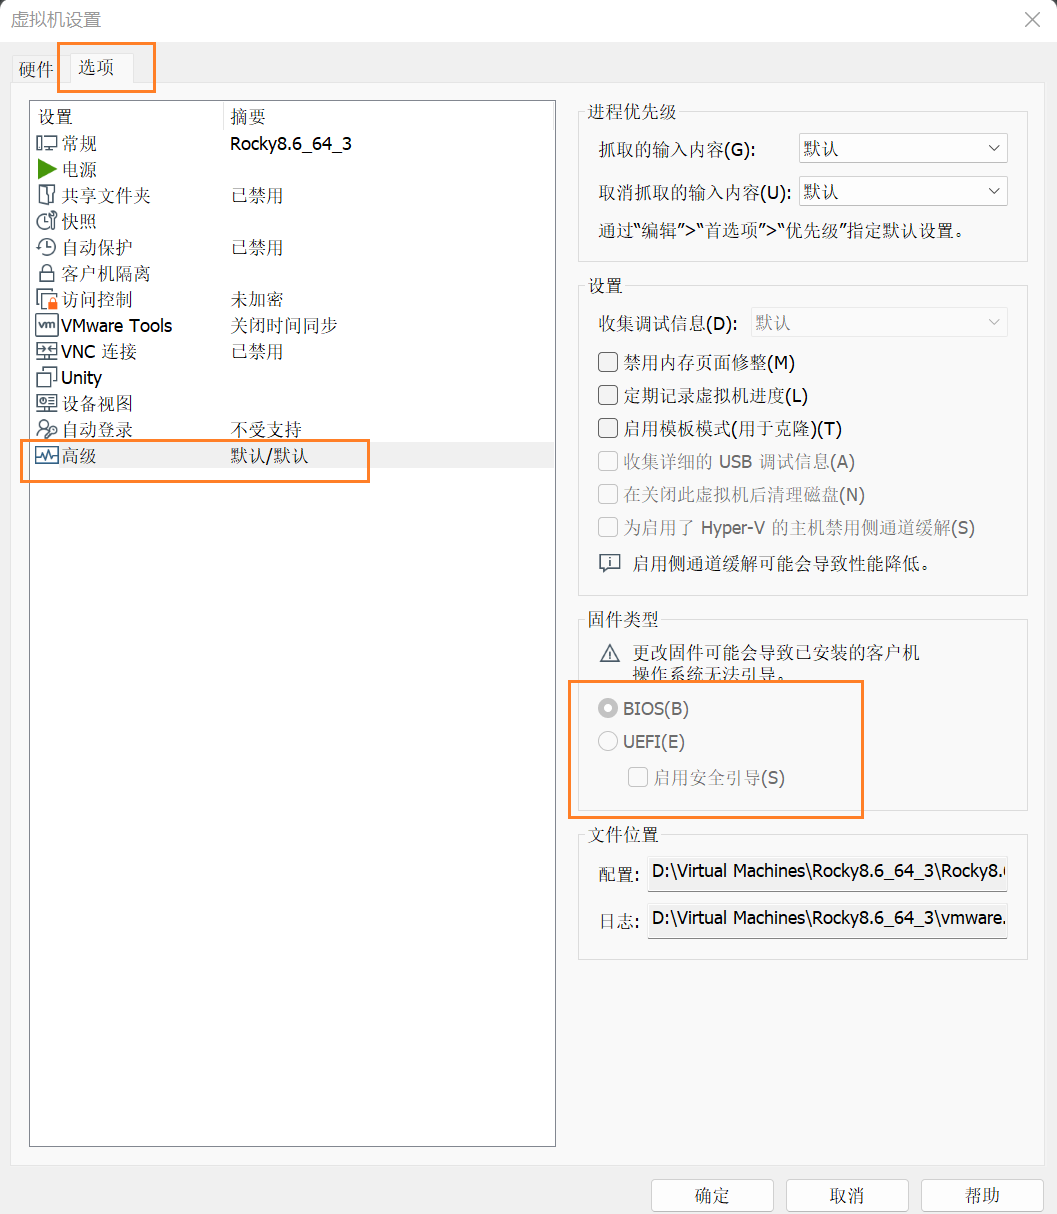 虚拟机设置
硬件 选项
设置 摘要
常规 Rocky8.6_64_3
电源
共享文件夹 已禁用
快照
自动保护 已禁用
客户机隔离
访问控制 未加密
vm VMware Tools 关闭时间同步
VNC 连接 已禁用
Unity
设备视图
自动登录 不受支持
高级 默认/默认
进程优先级
抓取的输入内容(G): 默认
取消抓取的输入内容(U): 默认
通过“编辑”>“首选项”>“优先级”指定默认设置。
设置
收集调试信息(D): 默认
禁用内存页面修整(M)
定期记录虚拟机进度(L)
启用模板模式(用于克隆)(T)
收集详细的 USB 调试信息(A)
在关闭此虚拟机后清理磁盘(N)
为启用了 Hyper-V 的主机禁用侧通道缓解(S)
启用侧通道缓解可能会导致性能降低。
固件类型
更改固件可能会导致已安装的客户机
操作系统无法引导。
BIOS(B)
UEFI(E)
启用安全引导(S)
文件位置
配置: D:\Virtual Machines\Rocky8.6_64_3\Rocky8.
日志: D:\Virtual Machines\Rocky8.6_64_3\vmware.
确定 取消 帮助